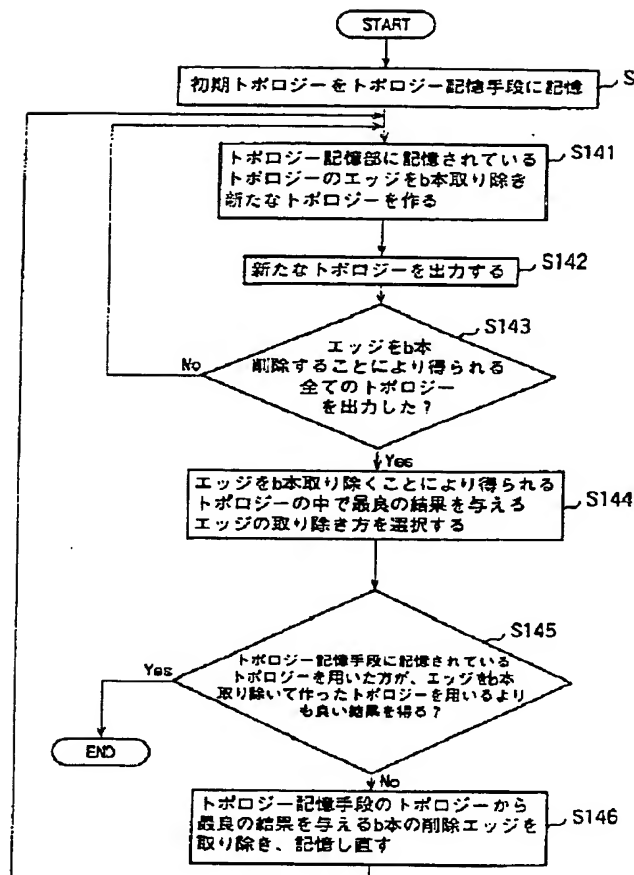 START
初期トポロジーをトポロジー記憶手段に記憶
S
トポロジー記憶部に記憶されている
トポロジーのエッジをb本取り除き
新たなトポロジーを作る
S141
新たなトポロジーを出力する
S142
S143
エッジをb本
削除することにより得られる
全てのトポロジー
を出力した?
No
Yes
エッジをb本取り除くことにより得られる
トポロジーの中で最良の結果を与える
エッジの取り除き方を選択する
S144
S145
トポロジー記憶手段に記憶されている
トポロジーを用いた方が、エッジをb本
取り除いて作ったトポロジーを用いるより
も良い結果を得る?
Yes
END
No
トポロジー記憶手段のトポロジーから
最良の結果を与えるb本の削除エッジを
取り除き、記憶し直す
S146